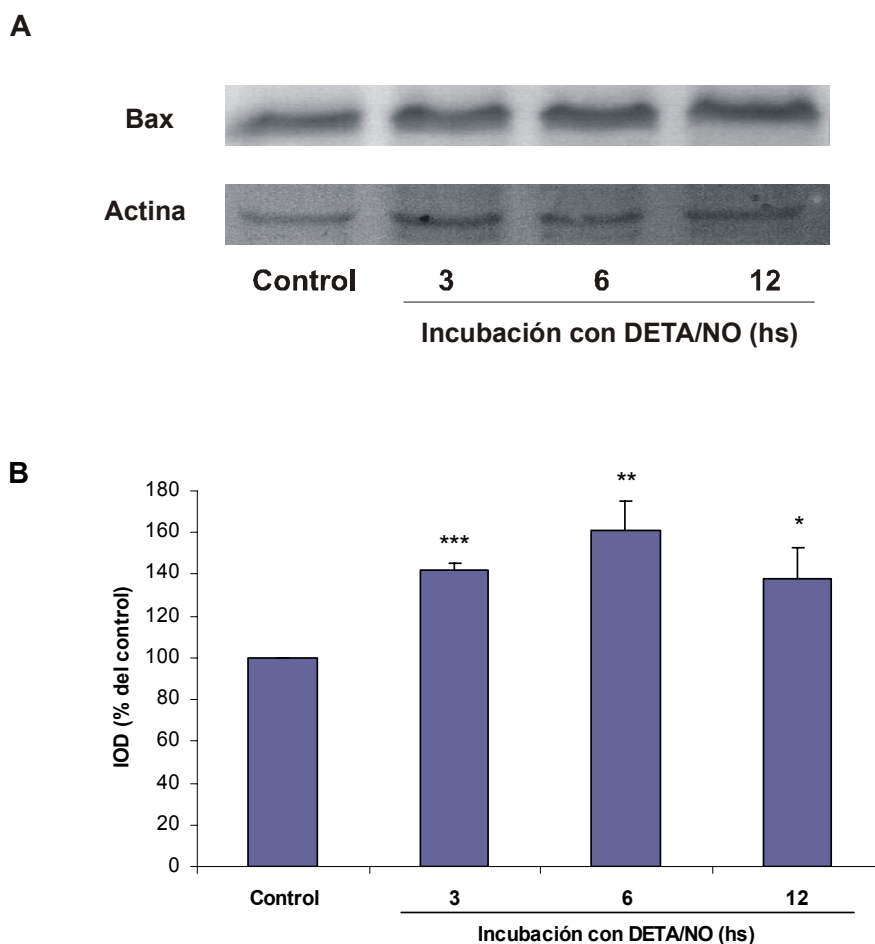 A
Bax
Actina
Control 3 6 12
Incubación con DETA/NO (hs)
B
IOD (% del control)
180
160
140
120
100
80
60
40
20
0
***
**
*
Control 3 6 12
Incubación con DETA/NO (hs)